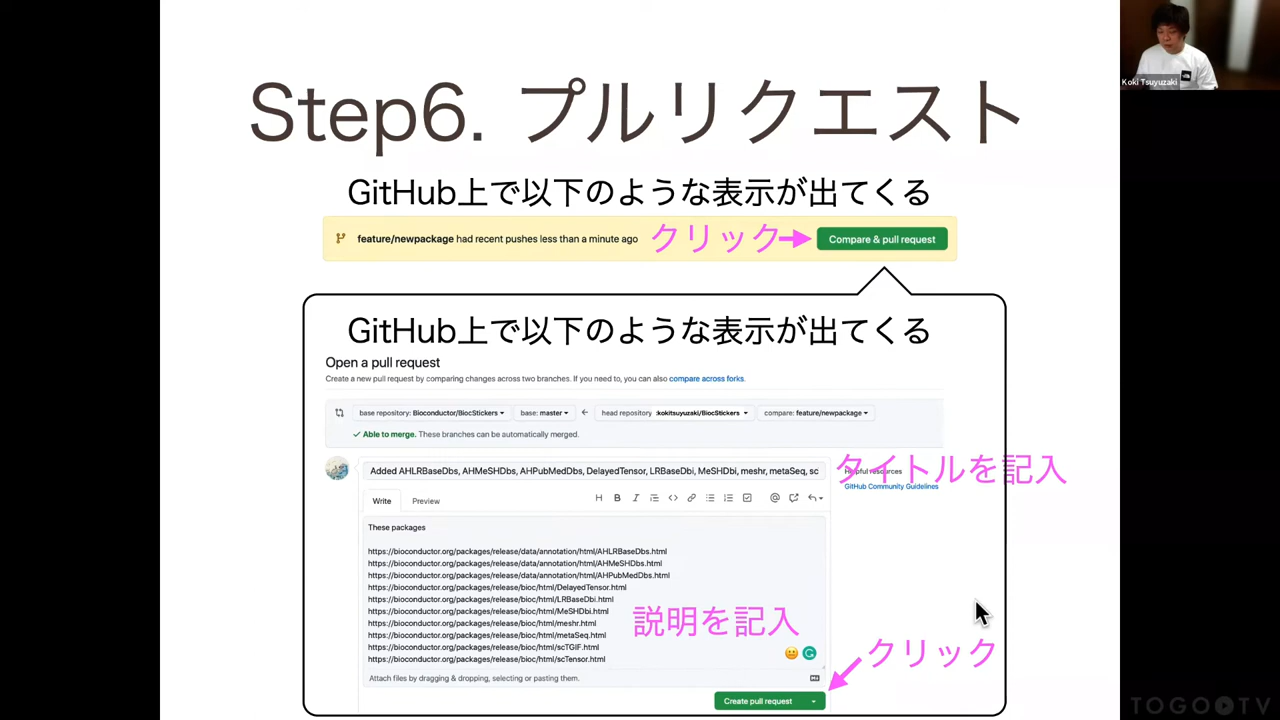 Koki Tsuyuzaki
Step6. プルリクエスト
GitHub上で以下のような表示が出てくる
feature/newpackage had recent pushes less than a minute ago クリック Compare & pull request
GitHub上で以下のような表示が出てくる
Open a pull request
Create a new pull request by comparing changes across two branches. If you need to, you can also compare across forks.
base repository: Bioconductor/BiocStickers base: master head repository :kokitsuyuzaki/BiocStickers compare: feature/newpackage
Able to merge. These branches can be automatically merged.
Added AHLRBaseDbs, AHMeSHDbs, AHPubMedDbs, DelayedTensor, LRBaseDbi, MeSHDbi, meshr, metaSeq, sc
タイトルを記入
Helpful resources
GitHub Community Guidelines
Write Preview
These packages
https://bioconductor.org/packages/release/data/annotation/html/AHLRBaseDbs.html
https://bioconductor.org/packages/release/data/annotation/html/AHMeSHDbs.html
https://bioconductor.org/packages/release/data/annotation/html/AHPubMedDbs.html
https://bioconductor.org/packages/release/bioc/html/DelayedTensor.html
https://bioconductor.org/packages/release/bioc/html/LRBaseDbi.html
https://bioconductor.org/packages/release/bioc/html/MeSHDbi.html
https://bioconductor.org/packages/release/bioc/html/meshr.html
https://bioconductor.org/packages/release/bioc/html/metaSeq.html
https://bioconductor.org/packages/release/bioc/html/scTGIF.html
https://bioconductor.org/packages/release/bioc/html/scTensor.html
説明を記入
クリック
Attach files by dragging & dropping, selecting or pasting them.
Create pull request
TOGOTV